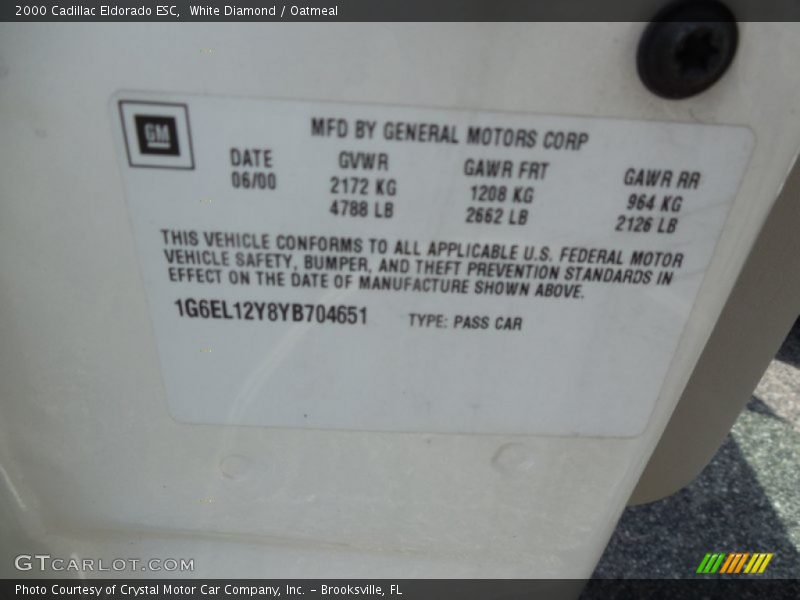 2000 Cadillac Eldorado ESC, White Diamond / Oatmeal
GM
MFD BY GENERAL MOTORS CORP
DATE GVWR GAWR FRT GAWR RR
06/00 2172 KG 1208 KG 964 KG
4788 LB 2662 LB 2126 LB
THIS VEHICLE CONFORMS TO ALL APPLICABLE U.S. FEDERAL MOTOR
VEHICLE SAFETY, BUMPER, AND THEFT PREVENTION STANDARDS IN
EFFECT ON THE DATE OF MANUFACTURE SHOWN ABOVE.
1G6EL12Y8YB704651 TYPE: PASS CAR
GTCARLOT.COM
Photo Courtesy of Crystal Motor Car Company, Inc. – Brooksville, FL